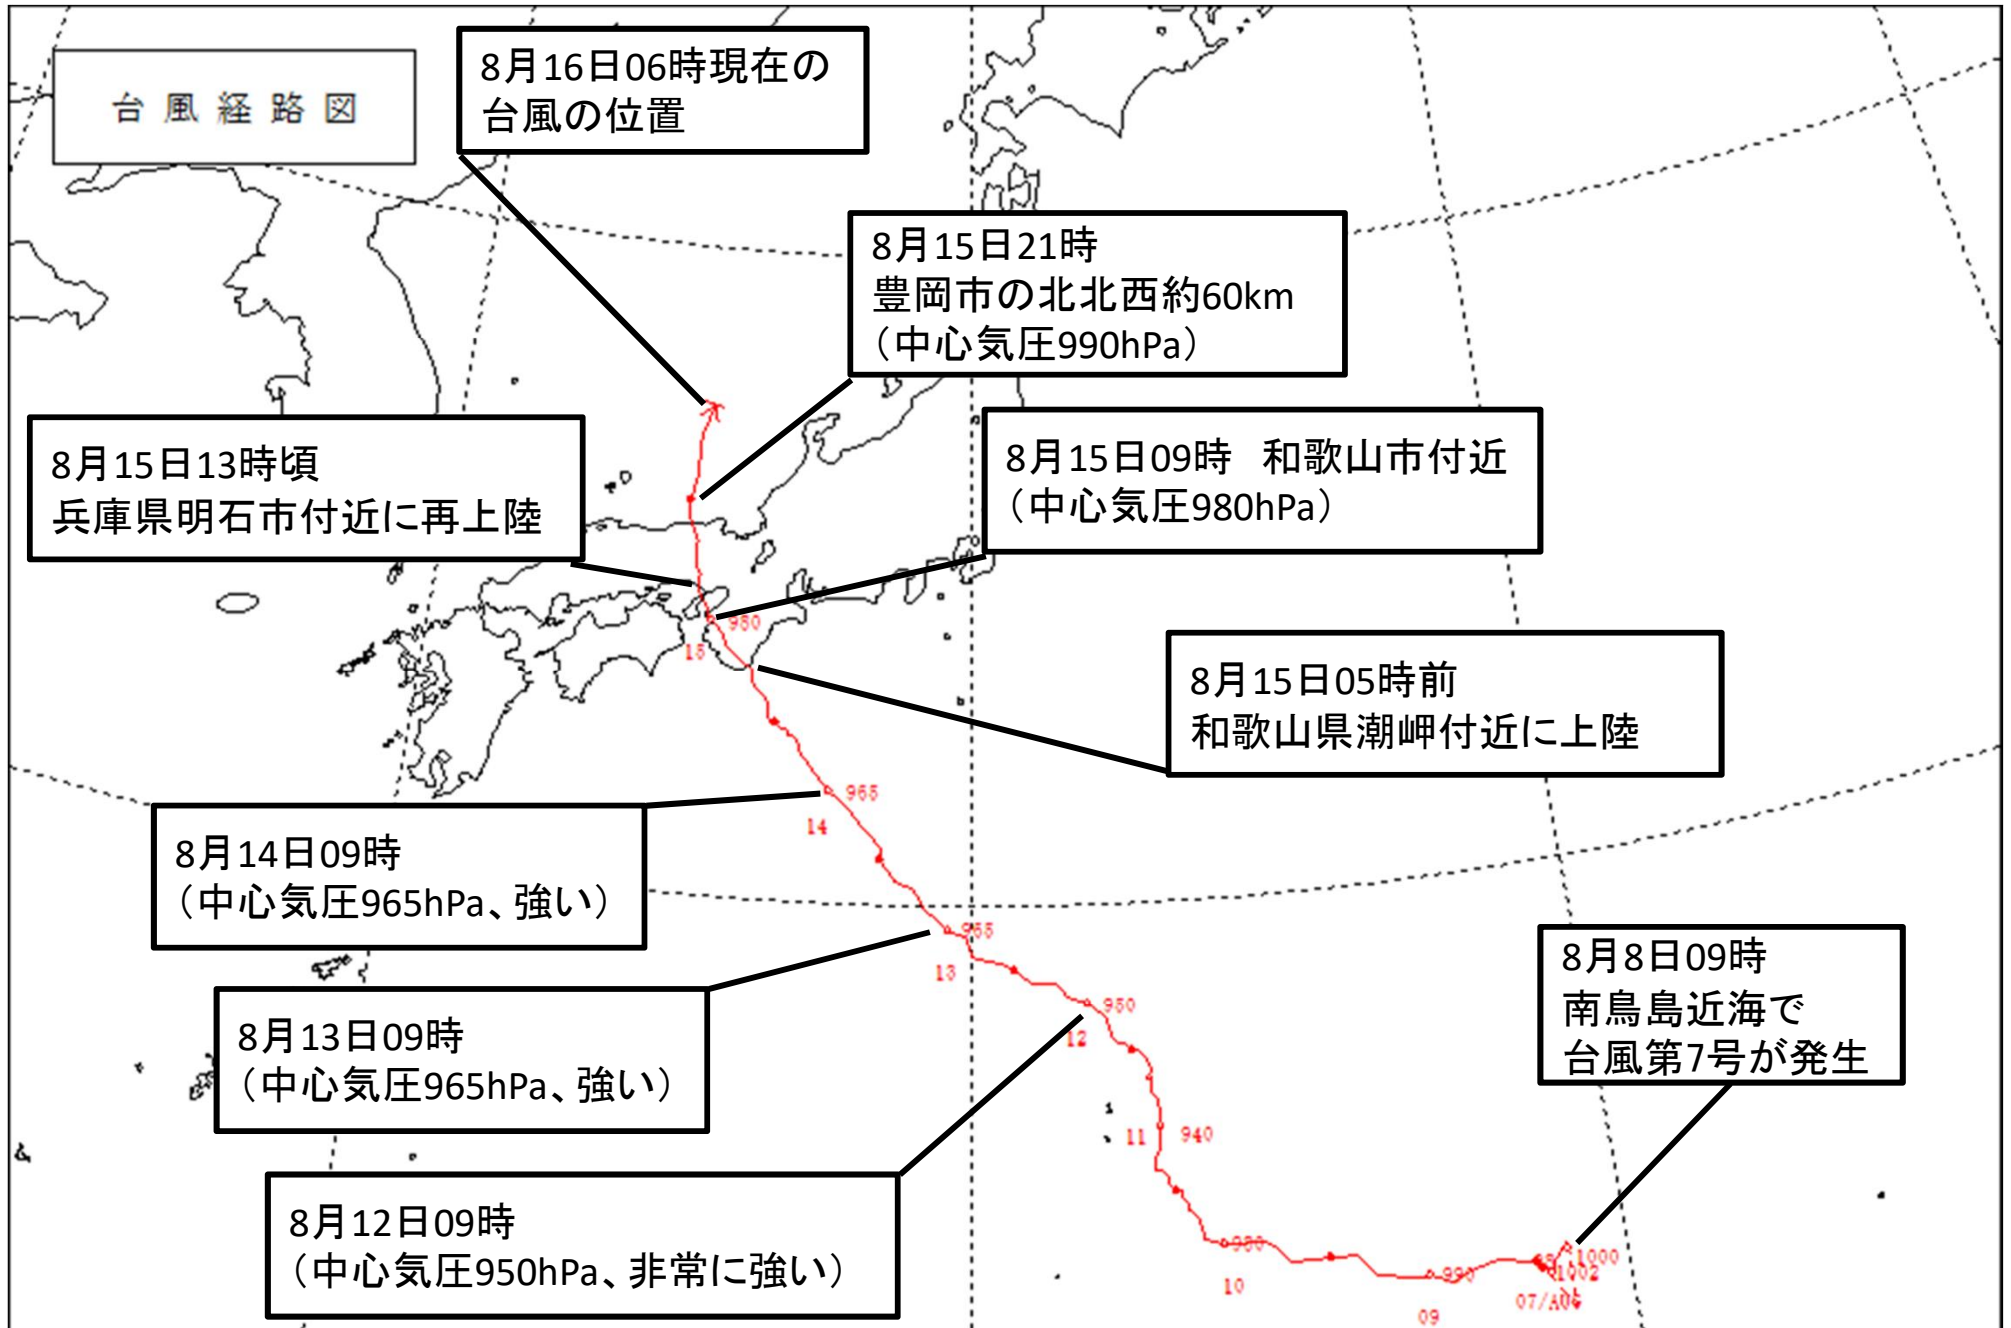 台風経路図
8月16日06時現在の
台風の位置
8月15日21時
豊岡市の北北西約60km
（中心気圧990hPa）
8月15日13時頃
兵庫県明石市付近に再上陸
8月15日09時　和歌山市付近
（中心気圧980hPa）
980
15
8月15日05時前
和歌山県潮岬付近に上陸
965
14
8月14日09時
（中心気圧965hPa、強い）
965
13
8月13日09時
（中心気圧965hPa、強い）
950
12
8月12日09時
（中心気圧950hPa、非常に強い）
8月8日09時
南鳥島近海で
台風第7号が発生
11
940
10
990
09
1000
1002